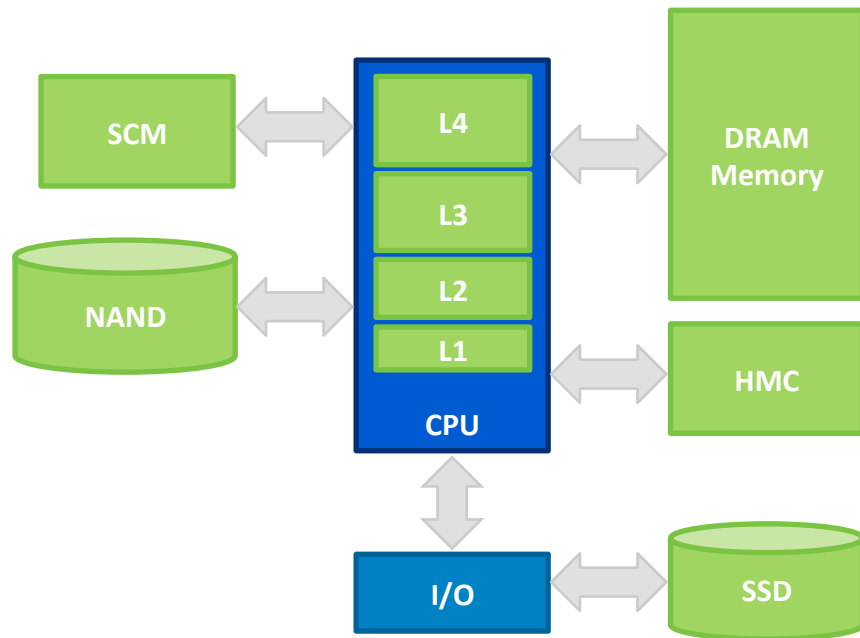 SCM
NAND
L4
L3
L2
L1
CPU
I/O
DRAM
Memory
HMC
SSD